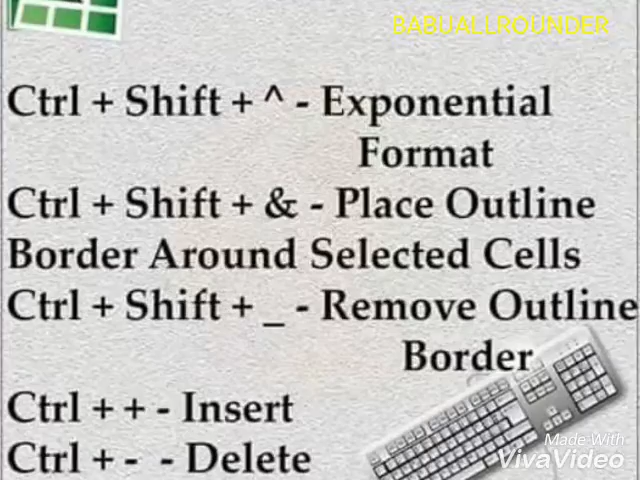 BABUALLROUNDER
Ctrl + Shift + ^ - Exponential
Format
Ctrl + Shift + & - Place Outline
Border Around Selected Cells
Ctrl + Shift + _ - Remove Outline
Border
Ctrl + + - Insert
Ctrl + -  - Delete
Made With
VivaVideo